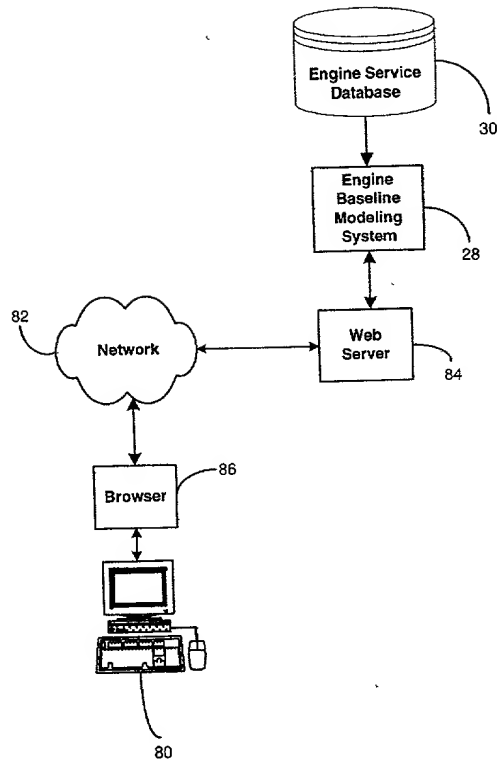 Engine Service
Database
30
Engine
Baseline
Modeling
System
28
82
Network
Web
Server
84
86
Browser
80